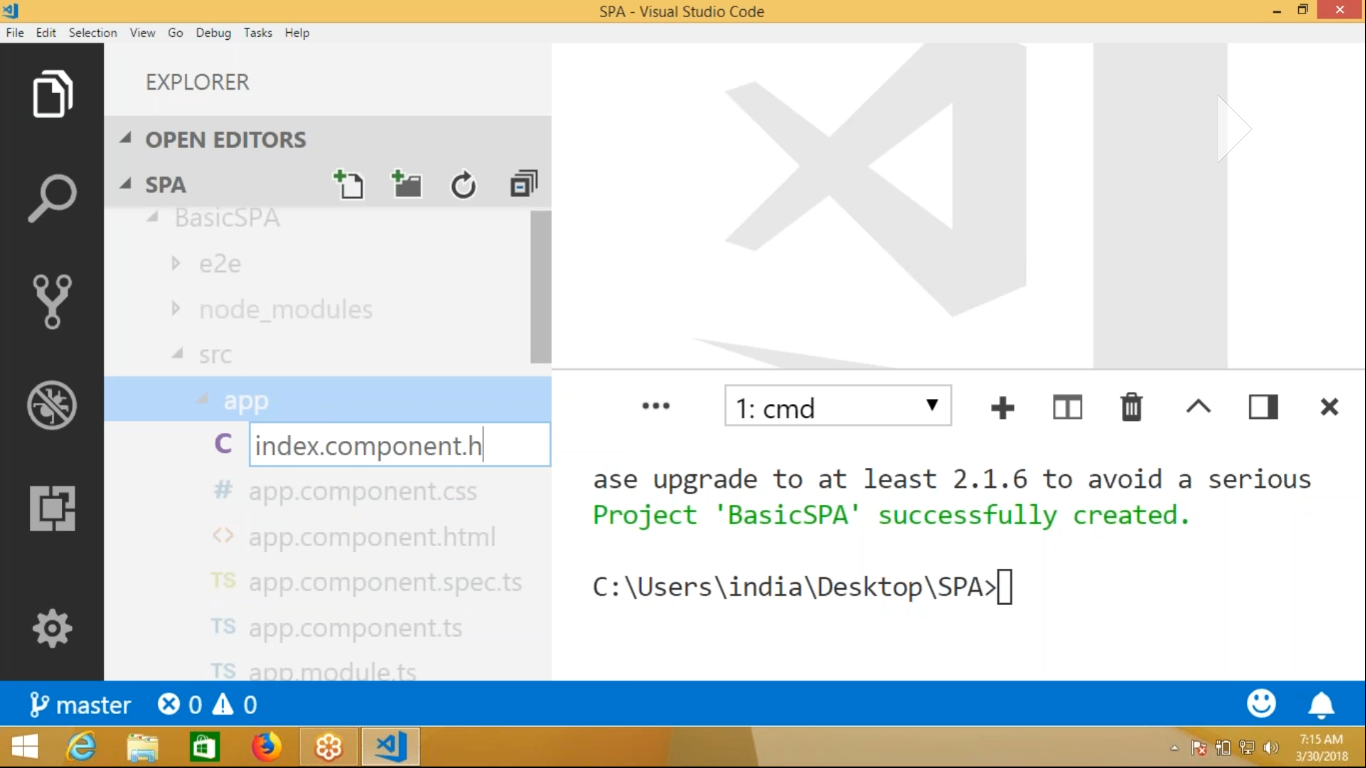 SPA - Visual Studio Code
File Edit Selection View Go Debug Tasks Help
EXPLORER
OPEN EDITORS
SPA
BasicSPA
e2e
node_modules
src
app
C index.component.h
# app.component.css
<> app.component.html
TS app.component.spec.ts
TS app.component.ts
TS app.module.ts
1: cmd
ase upgrade to at least 2.1.6 to avoid a serious
Project 'BasicSPA' successfully created.
C:\Users\india\Desktop\SPA>
master 0 0
7:15 AM
3/30/2018